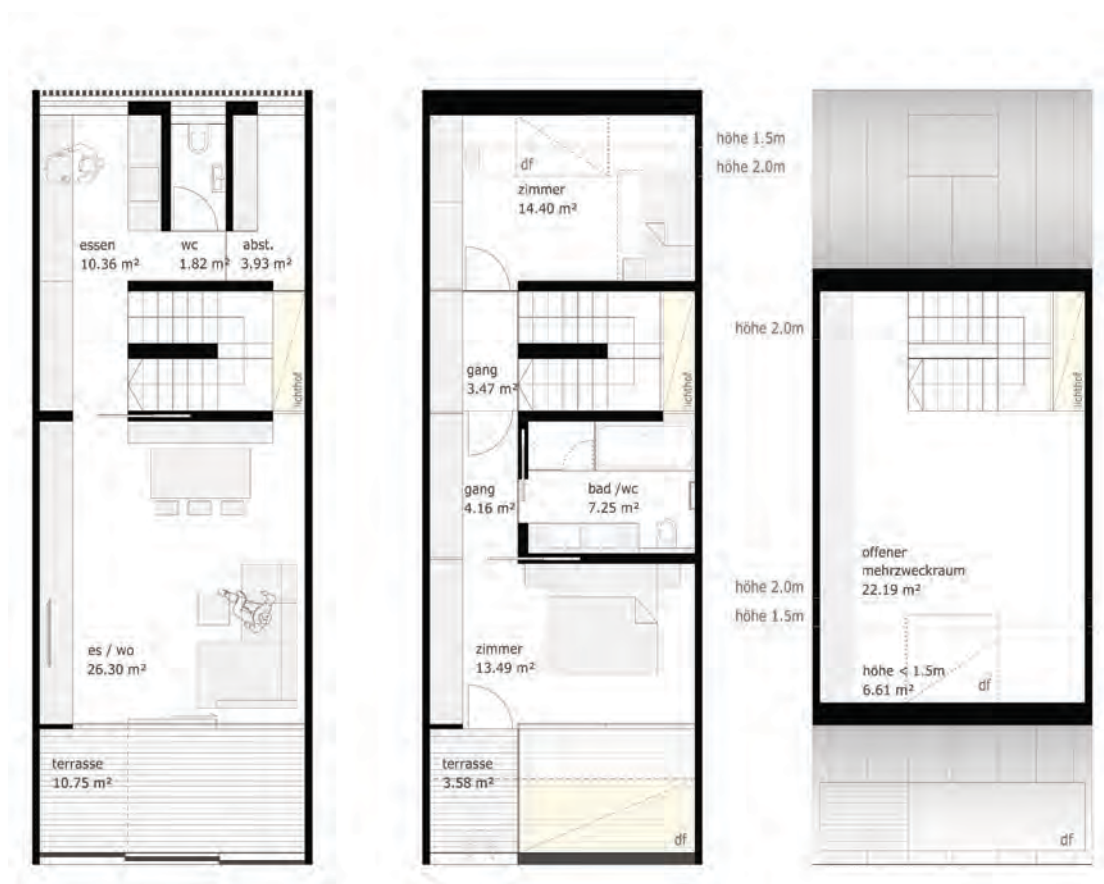 essen
10.36 m²
wc
1.82 m²
abst.
3.93 m²
lichthof
es / wo
26.30 m²
terrasse
10.75 m²
df
zimmer
14.40 m²
höhe 1.5m
höhe 2.0m
gang
3.47 m²
lichthof
gang
4.16 m²
bad /wc
7.25 m²
zimmer
13.49 m²
terrasse
3.58 m²
df
höhe 2.0m
lichthof
offener
mehrzweckraum
22.19 m²
höhe 2.0m
höhe 1.5m
höhe < 1.5m
6.61 m²
df
df